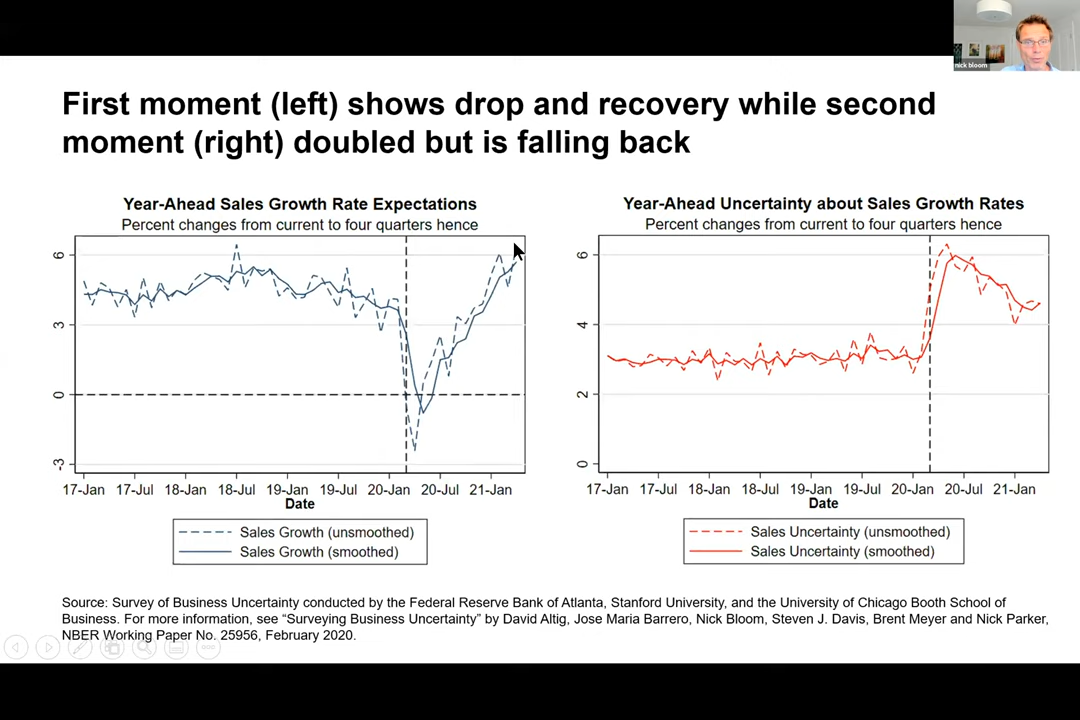 nick bloom
First moment (left) shows drop and recovery while second
moment (right) doubled but is falling back
Year-Ahead Sales Growth Rate Expectations
Percent changes from current to four quarters hence
6
3
0
-3
17-Jan 17-Jul 18-Jan 18-Jul 19-Jan 19-Jul 20-Jan 20-Jul 21-Jan
Date
Sales Growth (unsmoothed)
Sales Growth (smoothed)
Year-Ahead Uncertainty about Sales Growth Rates
Percent changes from current to four quarters hence
6
4
2
0
17-Jan 17-Jul 18-Jan 18-Jul 19-Jan 19-Jul 20-Jan 20-Jul 21-Jan
Date
Sales Uncertainty (unsmoothed)
Sales Uncertainty (smoothed)
Source: Survey of Business Uncertainty conducted by the Federal Reserve Bank of Atlanta, Stanford University, and the University of Chicago Booth School of
Business. For more information, see “Surveying Business Uncertainty” by David Altig, Jose Maria Barrero, Nick Bloom, Steven J. Davis, Brent Meyer and Nick Parker,
NBER Working Paper No. 25956, February 2020.